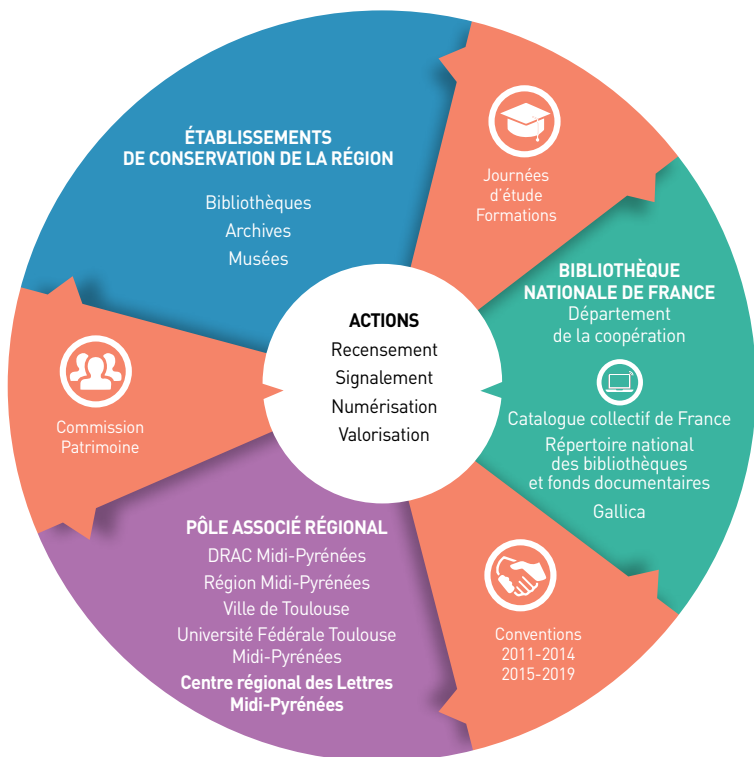 ÉTABLISSEMENTS
DE CONSERVATION DE LA RÉGION
Bibliothèques
Archives
Musées
Journées
d'étude
Formations
BIBLIOTHÈQUE
NATIONALE DE FRANCE
Département
de la coopération
Catalogue collectif de France
Répertoire national
des bibliothèques
et fonds documentaires
Gallica
ACTIONS
Recensement
Signalement
Numérisation
Valorisation
Commission
Patrimoine
PÔLE ASSOCIÉ RÉGIONAL
DRAC Midi-Pyrénées
Région Midi-Pyrénées
Ville de Toulouse
Université Fédérale Toulouse
Midi-Pyrénées
Centre régional des Lettres
Midi-Pyrénées
Conventions
2011-2014
2015-2019